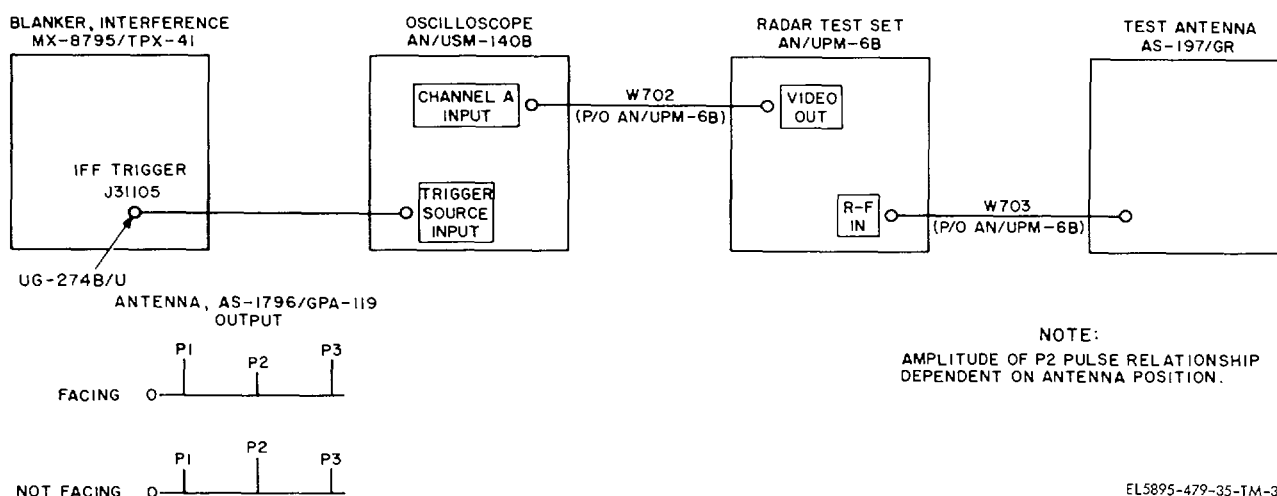 BLANKER, INTERFERENCE
MX-8795/TPX-41
OSCILLOSCOPE
AN/USM-140B
RADAR TEST SET
AN/UPM-6B
TEST ANTENNA
AS-197/GR
CHANNEL A
INPUT
W702
(P/O AN/UPM-6B)
VIDEO
OUT
IFF TRIGGER
J31105
TRIGGER
SOURCE
INPUT
R-F
IN
W703
(P/O AN/UPM-6B)
UG-274B/U
ANTENNA, AS-1796/GPA-119
OUTPUT
P1
P2
P3
FACING O
NOTE:
AMPLITUDE OF P2 PULSE RELATIONSHIP
DEPENDENT ON ANTENNA POSITION.
P1
P2
P3
NOT FACING O
EL5895-479-35-TM-3